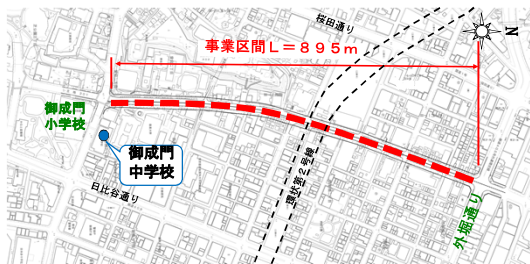 桜田通り
N
事業区間L=895m
御成門
小学校
御成門
中学校
日比谷通り
環状第2号線
外堀通り